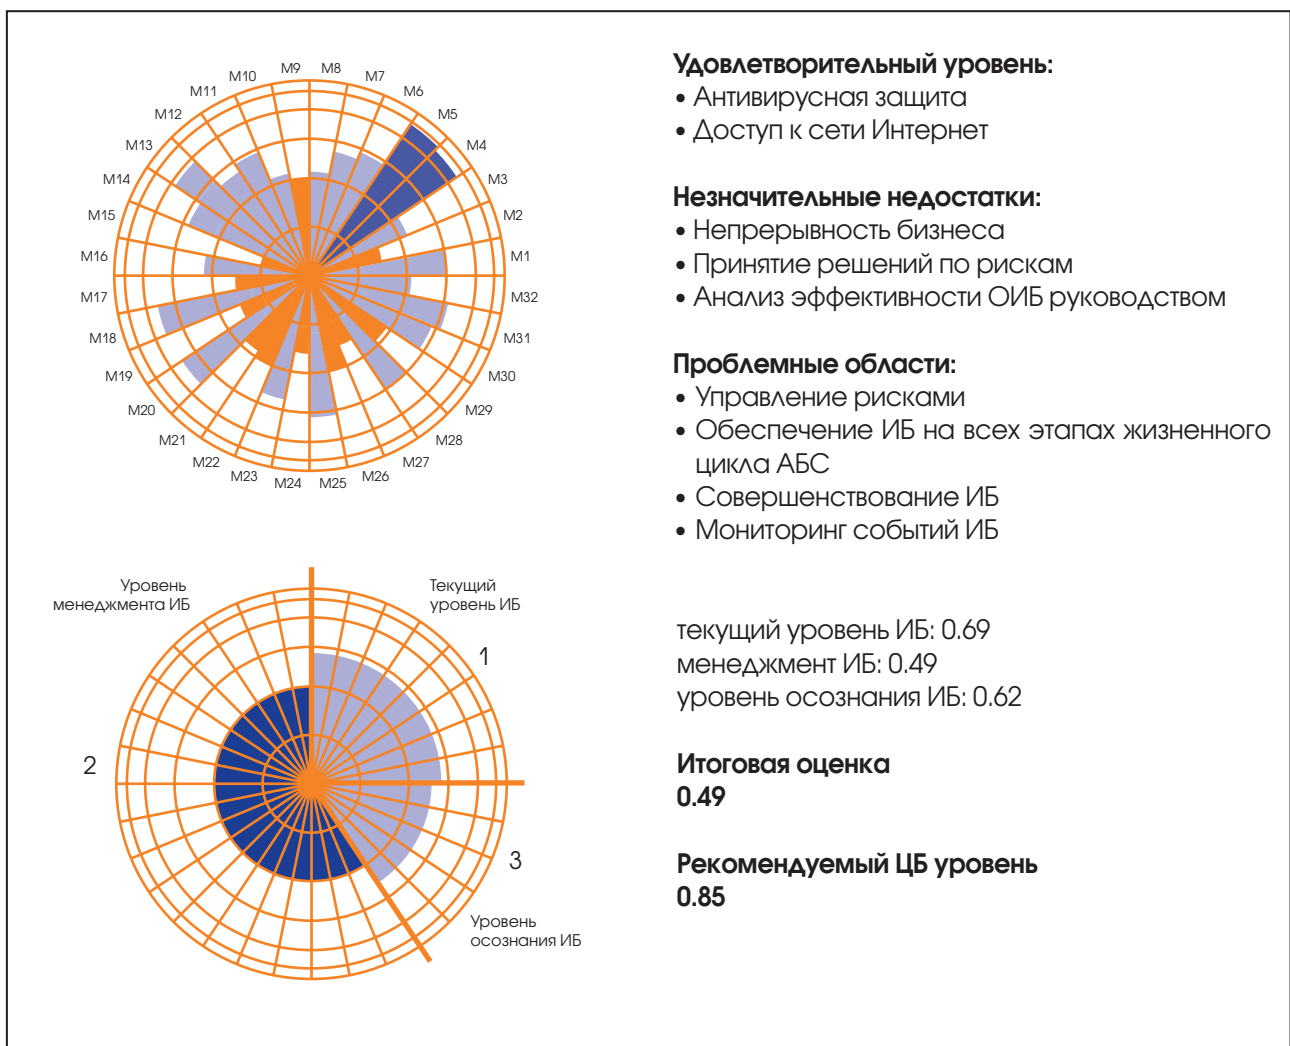 M9
M8
M10
M7
M11
M6
M12
M5
M13
M4
M14
M3
M15
M2
M16
M1
M17
M32
M18
M31
M19
M30
M20
M29
M21
M28
M22
M27
M23
M26
M24
M25
Уровень
менеджмента ИБ
Текущий
уровень ИБ
1
2
3
Уровень
осознания ИБ
Удовлетворительный уровень:
• Антивирусная защита
• Доступ к сети Интернет
Незначительные недостатки:
• Непрерывность бизнеса
• Принятие решений по рискам
• Анализ эффективности ОИБ руководством
Проблемные области:
• Управление рисками
• Обеспечение ИБ на всех этапах жизненного
цикла АБС
• Совершенствование ИБ
• Мониторинг событий ИБ
текущий уровень ИБ: 0.69
менеджмент ИБ: 0.49
уровень осознания ИБ: 0.62
Итоговая оценка
0.49
Рекомендуемый ЦБ уровень
0.85